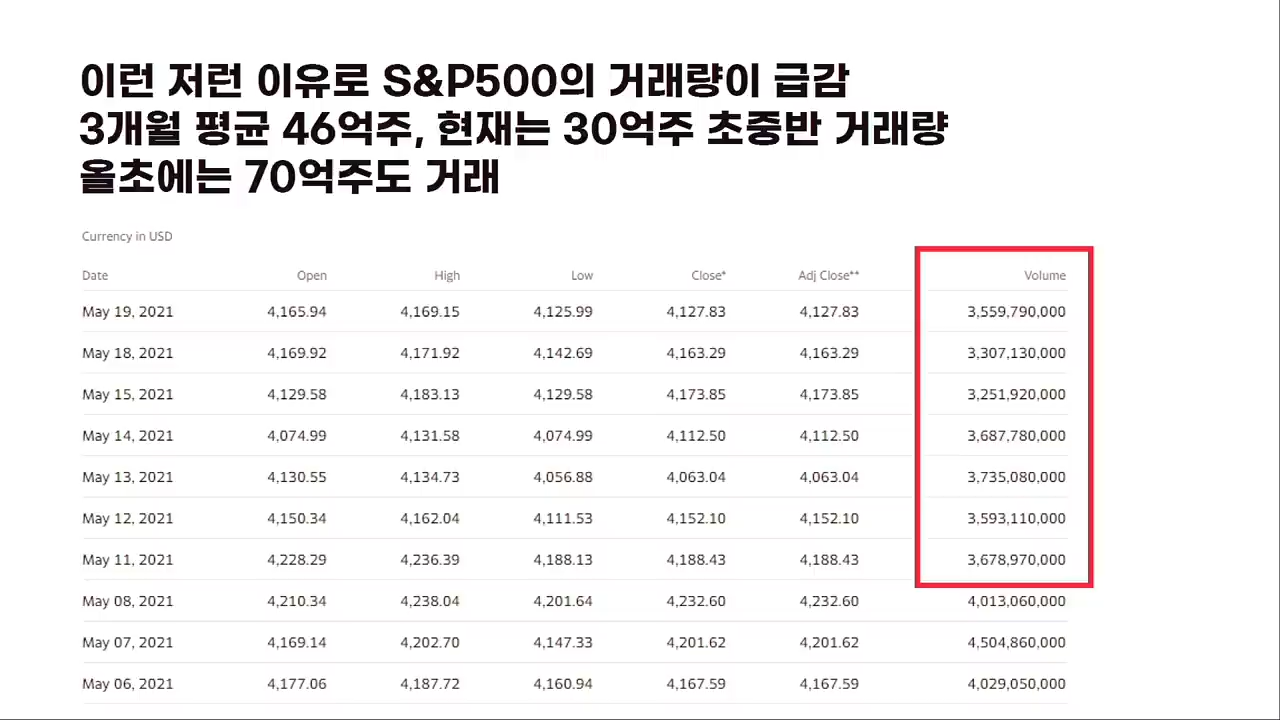 이런 저런 이유로 S&P500의 거래량이 급감
3개월 평균 46억주, 현재는 30억주 초중반 거래량
올초에는 70억주도 거래
Currency in USD
Date Open High Low Close* Adj Close** Volume
May 19, 2021 4,165.94 4,169.15 4,125.99 4,127.83 4,127.83 3,559,790,000
May 18, 2021 4,169.92 4,171.92 4,142.69 4,163.29 4,163.29 3,307,130,000
May 15, 2021 4,129.58 4,183.13 4,129.58 4,173.85 4,173.85 3,251,920,000
May 14, 2021 4,074.99 4,131.58 4,074.99 4,112.50 4,112.50 3,687,780,000
May 13, 2021 4,130.55 4,134.73 4,056.88 4,063.04 4,063.04 3,735,080,000
May 12, 2021 4,150.34 4,162.04 4,111.53 4,152.10 4,152.10 3,593,110,000
May 11, 2021 4,228.29 4,236.39 4,188.13 4,188.43 4,188.43 3,678,970,000
May 08, 2021 4,210.34 4,238.04 4,201.64 4,232.60 4,232.60 4,013,060,000
May 07, 2021 4,169.14 4,202.70 4,147.33 4,201.62 4,201.62 4,504,860,000
May 06, 2021 4,177.06 4,187.72 4,160.94 4,167.59 4,167.59 4,029,050,000